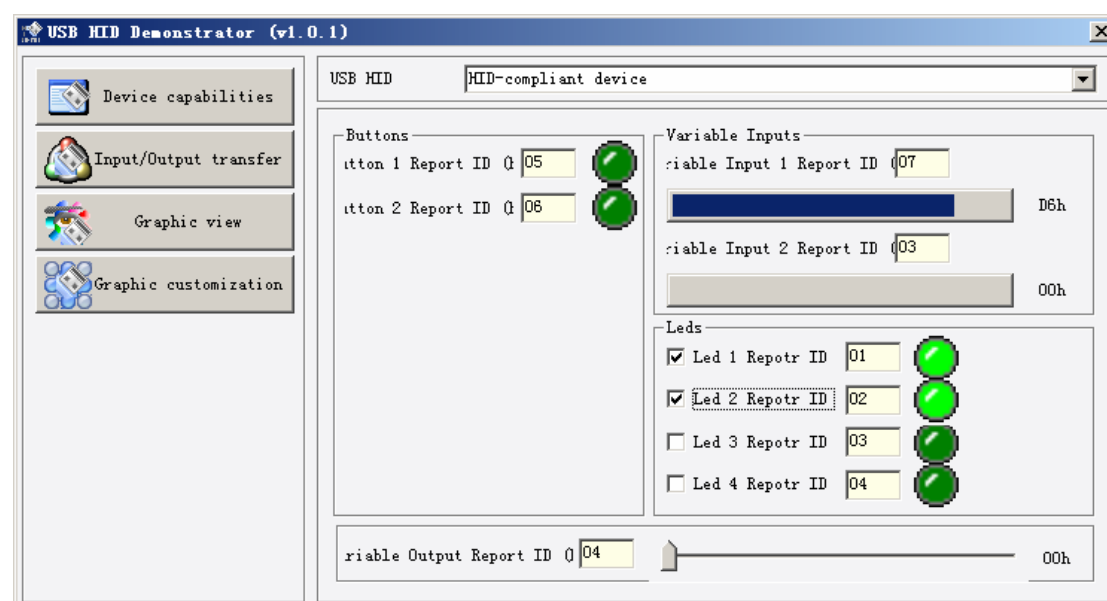 USB HID Demonstrator (v1.0.1)
Device capabilities
Input/Output transfer
Graphic view
Graphic customization
USB HID HID-compliant device
Buttons
tton 1 Report ID ( 05
tton 2 Report ID ( 06
Variable Inputs
riable Input 1 Report ID ( 07
D6h
riable Input 2 Report ID ( 03
00h
Leds
Led 1 Repotr ID 01
Led 2 Repotr ID 02
Led 3 Repotr ID 03
Led 4 Repotr ID 04
riable Output Report ID ( 04
00h